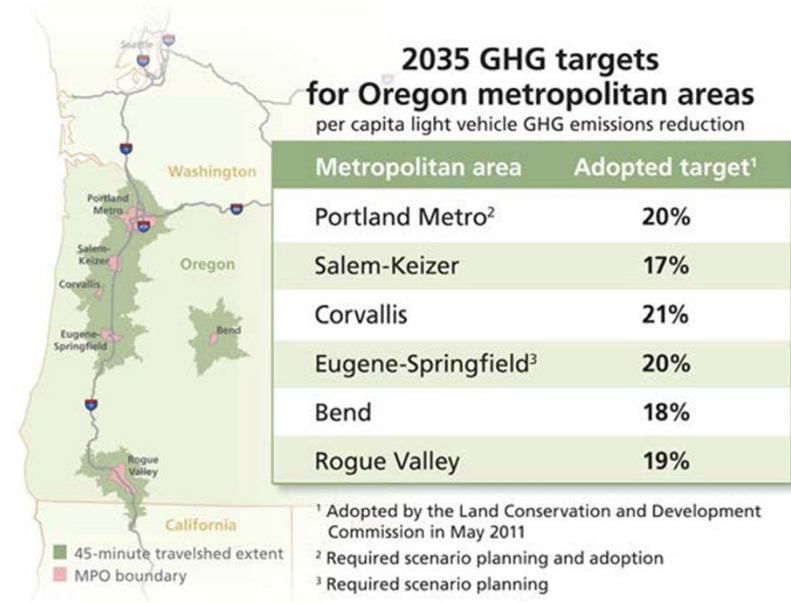 2035 GHG targets
for Oregon metropolitan areas
per capita light vehicle GHG emissions reduction
Metropolitan area Adopted target¹
Portland Metro² 20%
Salem-Keizer 17%
Corvallis 21%
Eugene-Springfield³ 20%
Bend 18%
Rogue Valley 19%
¹ Adopted by the Land Conservation and Development
Commission in May 2011
² Required scenario planning and adoption
³ Required scenario planning
Seattle
Washington
Portland
Metro
Salem-
Keizer
Oregon
Corvallis
Eugene-
Springfield
Bend
Rogue
Valley
California
45-minute travelshed extent
MPO boundary